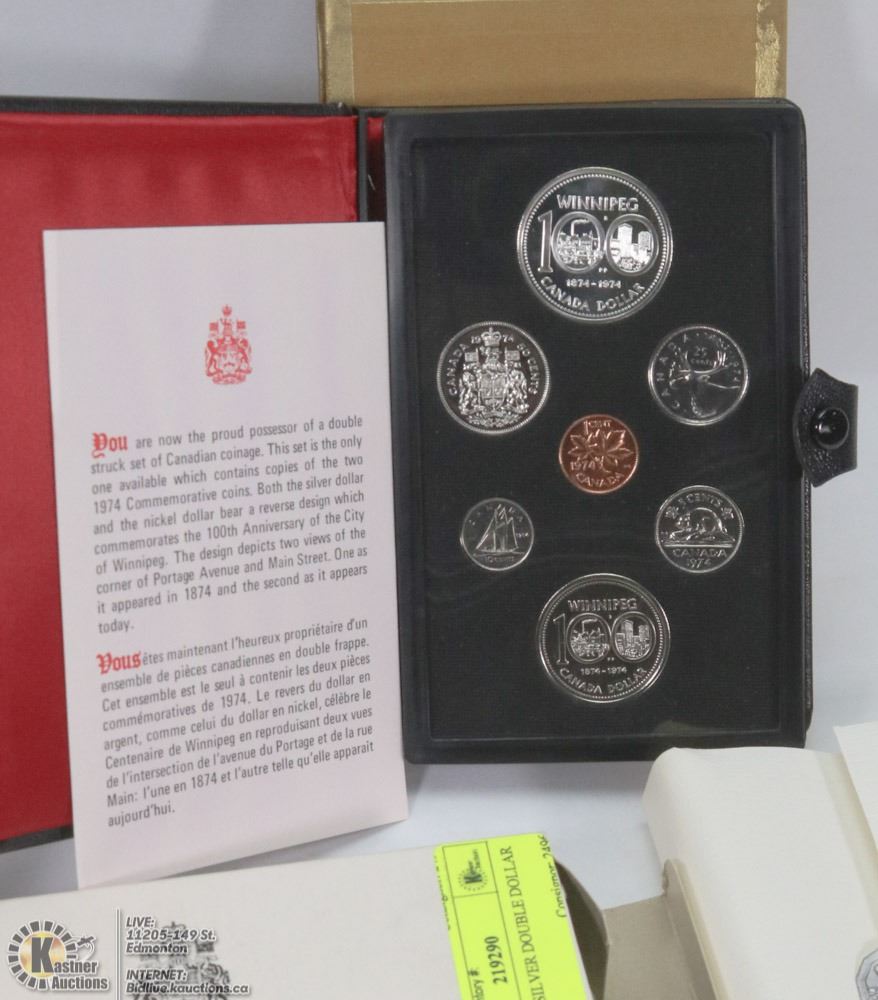 WINNIPEG
100
1874-1974
CANADA DOLLAR
1974 50 CENTS
CANADA
25
CENTS
CANADA 1974
1 CENT
1974
CANADA
CANADA
5 CENTS
CANADA
1974
WINNIPEG
100
1874-1974
CANADA DOLLAR
You are now the proud possessor of a double
struck set of Canadian coinage. This set is the only
one available which contains copies of the two
1974 Commemorative coins. Both the silver dollar
and the nickel dollar bear a reverse design which
commemorates the 100th Anniversary of the City
of Winnipeg. The design depicts two views of the
corner of Portage Avenue and Main Street. One as
it appeared in 1874 and the second as it appears
today.
Vous êtes maintenant l'heureux propriétaire d'un
ensemble de pièces canadiennes en double frappe.
Cet ensemble est le seul à contenir les deux pièces
commémoratives de 1974. Le revers du dollar en
argent, comme celui du dollar en nickel, célèbre le
Centenaire de Winnipeg en reproduisant deux vues
de l'intersection de l'avenue du Portage et de la rue
Main: l'une en 1874 et l'autre telle qu'elle apparait
aujourd'hui.
219290
SILVER DOUBLE DOLLAR
Kastner
Auctions
LIVE:
11205-149 St.
Edmonton
INTERNET:
Bidlive.kauctions.ca